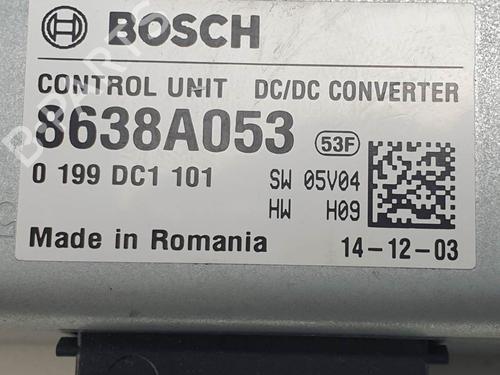 BOSCH
CONTROL UNIT DC/DC CONVERTER
8638A053 53F
0 199 DC1 101 SW 05V04
HW H09
Made in Romania 14-12-03
B-PARTS